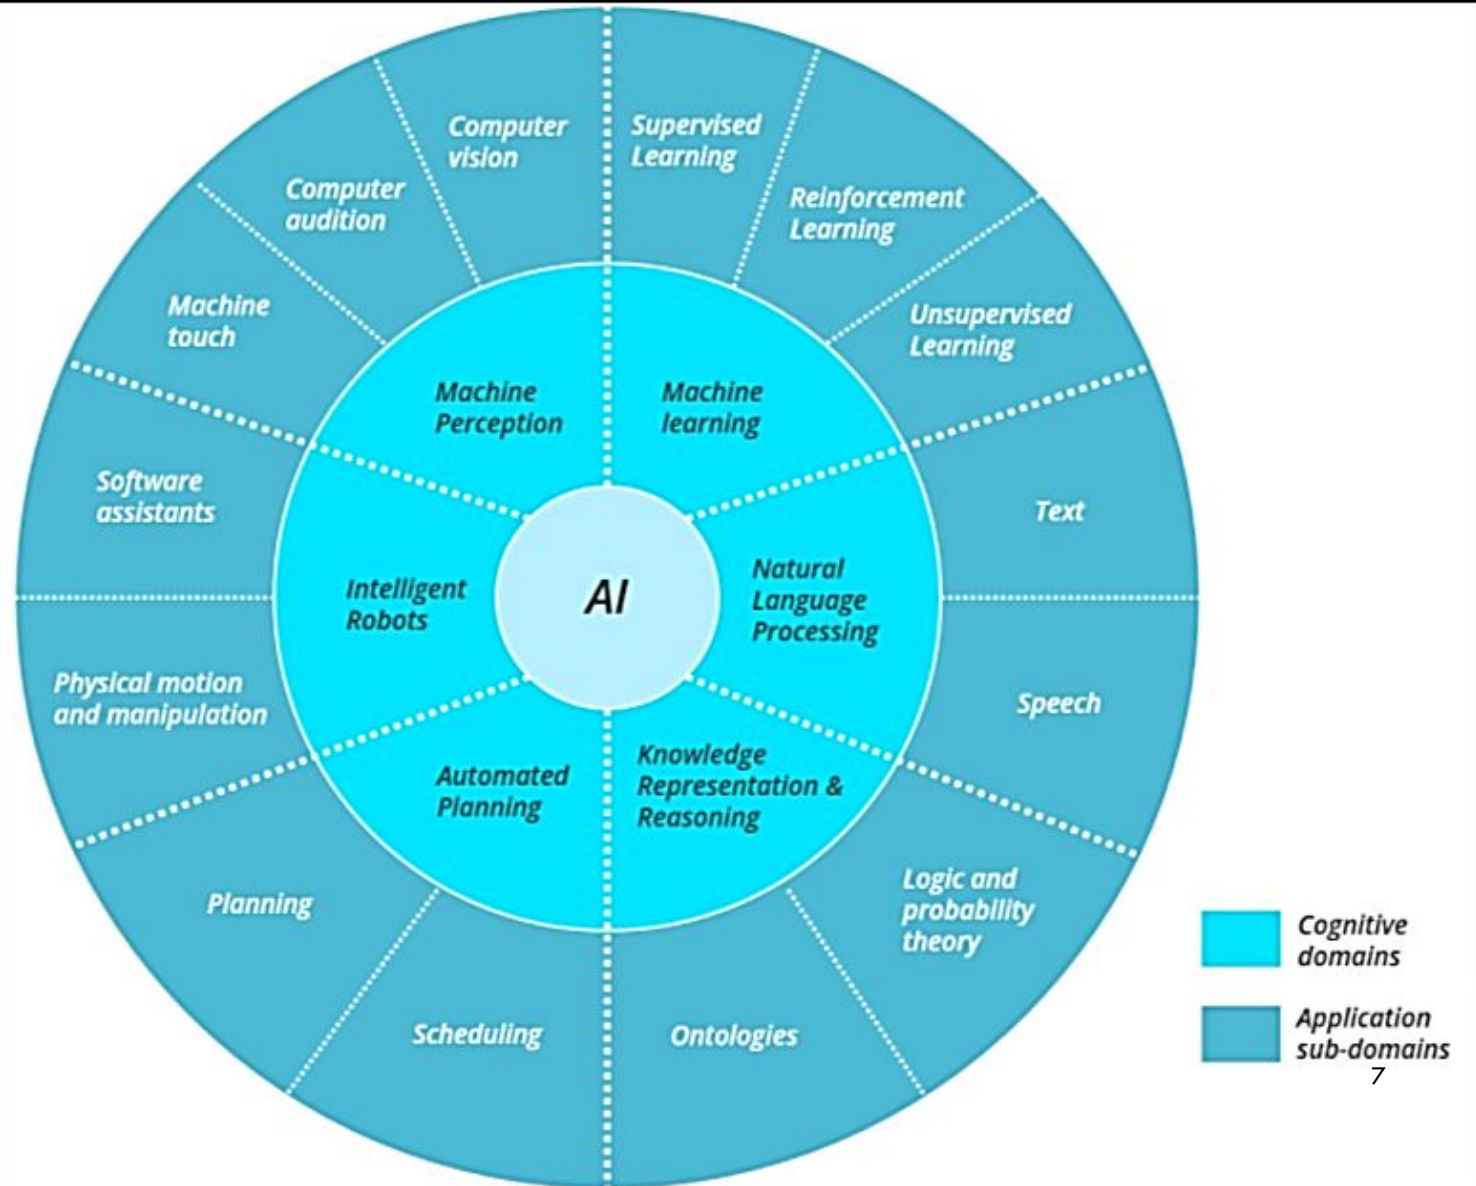 Computer
vision
Supervised
Learning
Computer
audition
Reinforcement
Learning
Machine
touch
Unsupervised
Learning
Machine
Perception
Machine
learning
Software
assistants
Text
Intelligent
Robots
AI
Natural
Language
Processing
Physical motion
and manipulation
Speech
Automated
Planning
Knowledge
Representation &
Reasoning
Planning
Logic and
probability
theory
Scheduling
Ontologies
Cognitive
domains
Application
sub-domains
7